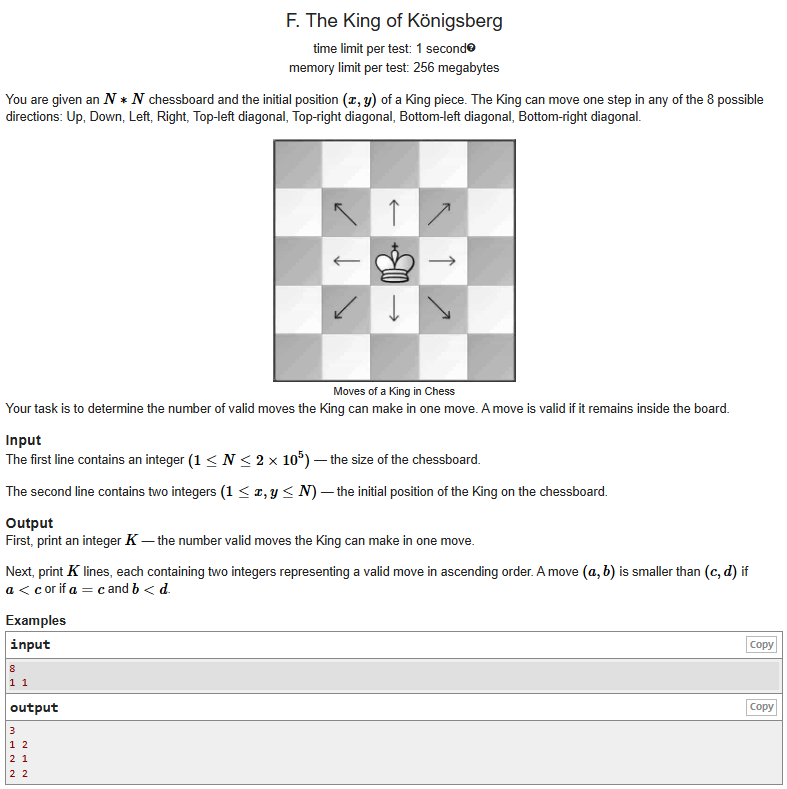 F. The King of Königsberg
time limit per test: 1 second?
memory limit per test: 256 megabytes
You are given an N * N chessboard and the initial position (x, y) of a King piece. The King can move one step in any of the 8 possible
directions: Up, Down, Left, Right, Top-left diagonal, Top-right diagonal, Bottom-left diagonal, Bottom-right diagonal.
Moves of a King in Chess
Your task is to determine the number of valid moves the King can make in one move. A move is valid if it remains inside the board.
Input
The first line contains an integer (1 ≤ N ≤ 2 × 10⁵) — the size of the chessboard.
The second line contains two integers (1 ≤ x, y ≤ N) — the initial position of the King on the chessboard.
Output
First, print an integer K — the number valid moves the King can make in one move.
Next, print K lines, each containing two integers representing a valid move in ascending order. A move (a, b) is smaller than (c, d) if
a < c or if a = c and b < d.
Examples
input Copy
8
1 1
output Copy
3
1 2
2 1
2 2